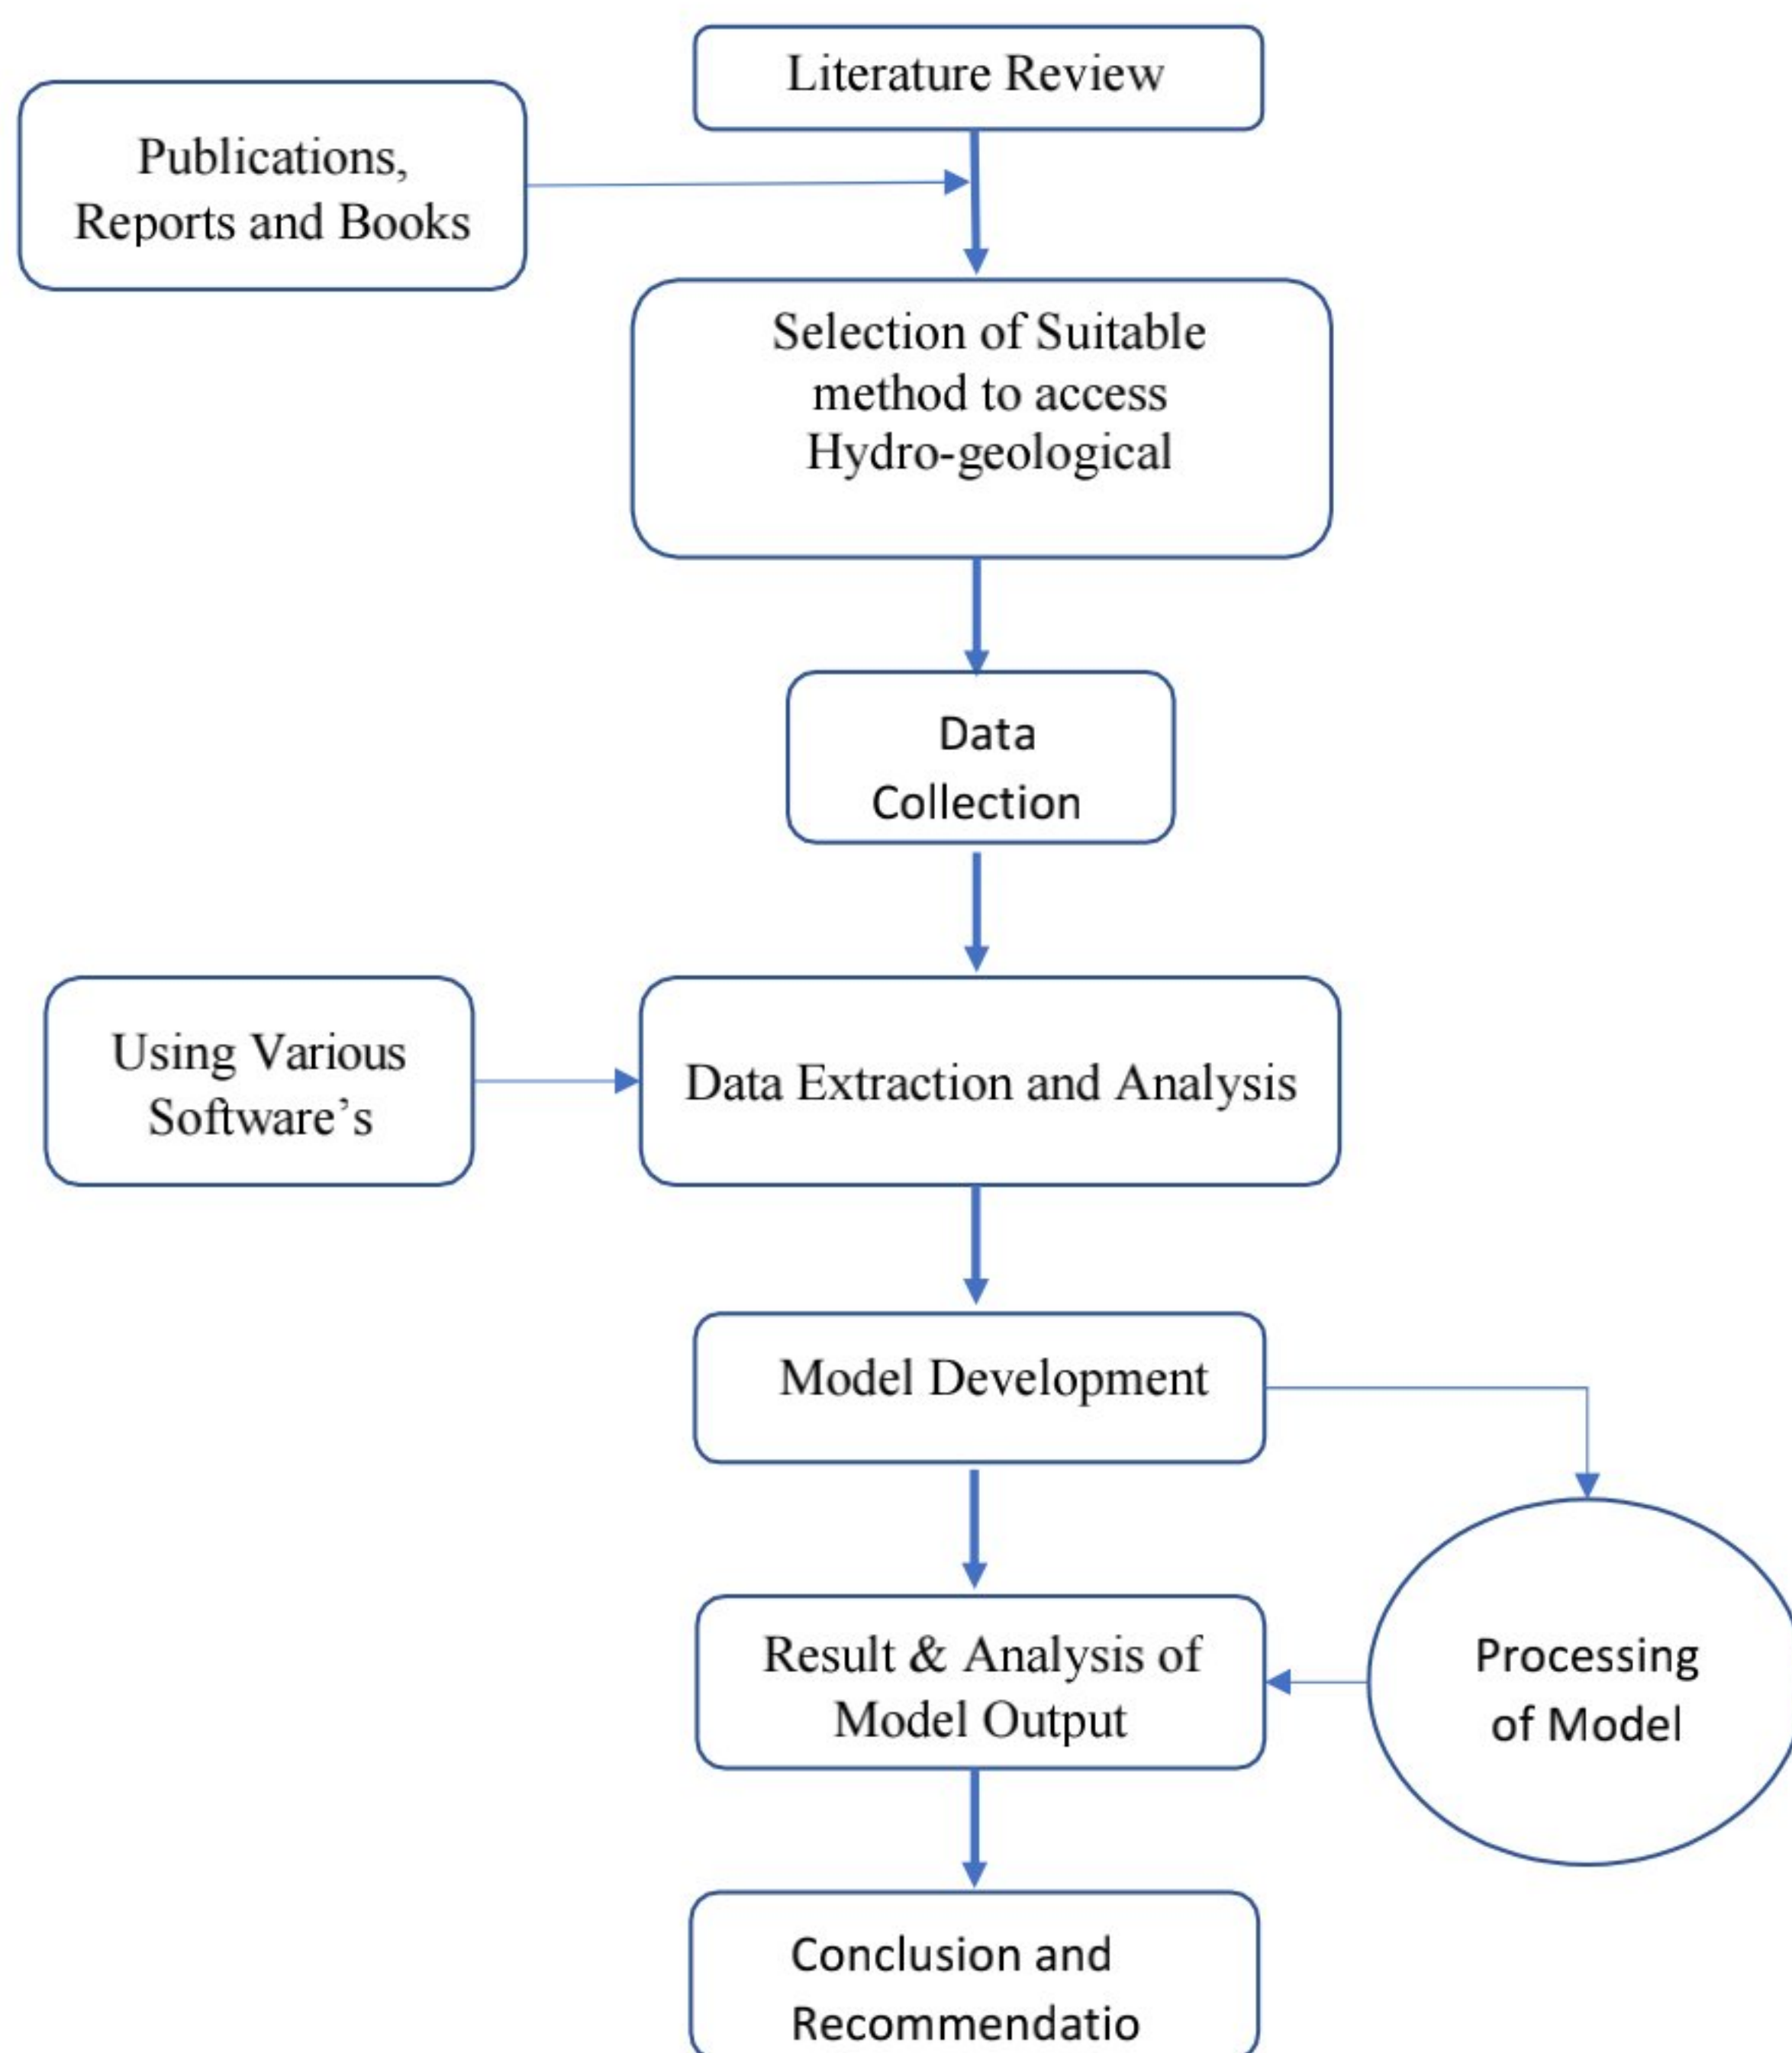 Literature Review
Publications,
Reports and Books
Selection of Suitable
method to access
Hydro-geological
Data
Collection
Using Various
Software’s
Data Extraction and Analysis
Model Development
Result & Analysis of
Model Output
Processing
of Model
Conclusion and
Recommendatio